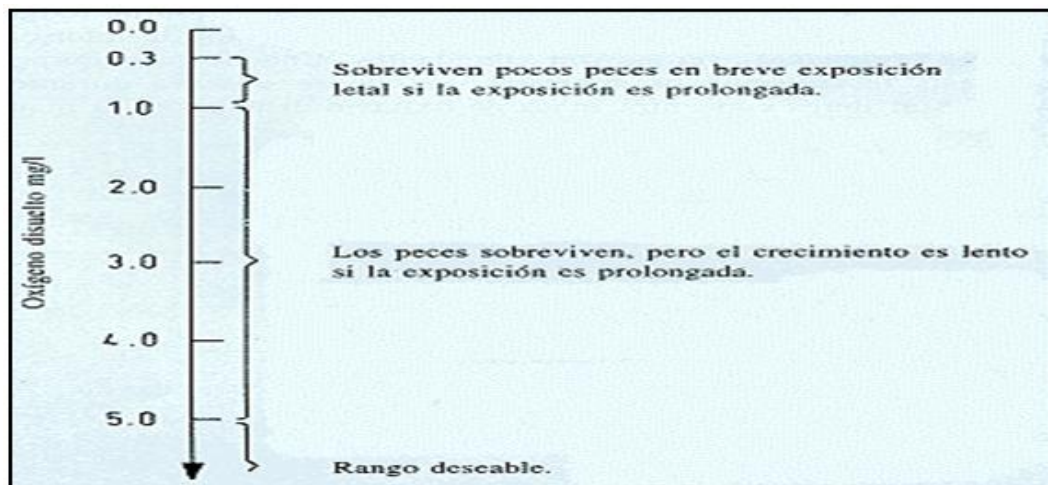 Oxígeno disuelto mg/l
0.0
0.3
Sobreviven pocos peces en breve exposición
letal si la exposición es prolongada.
1.0
2.0
Los peces sobreviven, pero el crecimiento es lento
3.0
si la exposición es prolongada.
4.0
5.0
Rango deseable.